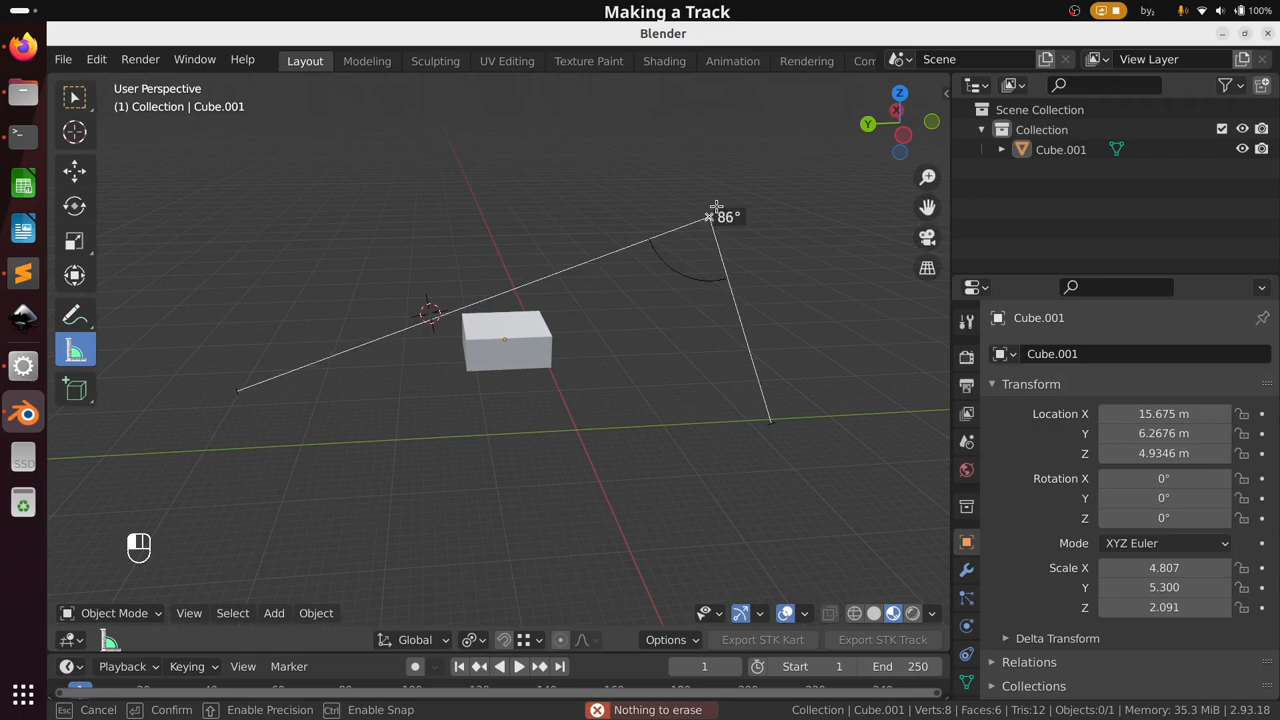 Making a Track
by₂
100%
Blender
File Edit Render Window Help
Layout Modeling Sculpting UV Editing Texture Paint Shading Animation Rendering Com
Scene
View Layer
User Perspective
(1) Collection | Cube.001
Z
X
Y
86°
Scene Collection
Collection
Cube.001
Cube.001
Cube.001
Transform
Location X 15.675 m
Y 6.2676 m
Z 4.9346 m
Rotation X 0°
Y 0°
Z 0°
Mode XYZ Euler
Scale X 4.807
Y 5.300
Z 2.091
Delta Transform
Relations
Collections
SSD
Object Mode View Select Add Object
Global Options Export STK Kart Export STK Track
Playback Keying View Marker 1 Start 1 End 250
Esc Cancel Confirm Enable Precision Ctrl Enable Snap Nothing to erase Collection | Cube.001 | Verts:8 | Faces:6 | Tris:12 | Objects:0/1 | Memory: 35.3 MiB | 2.93.18